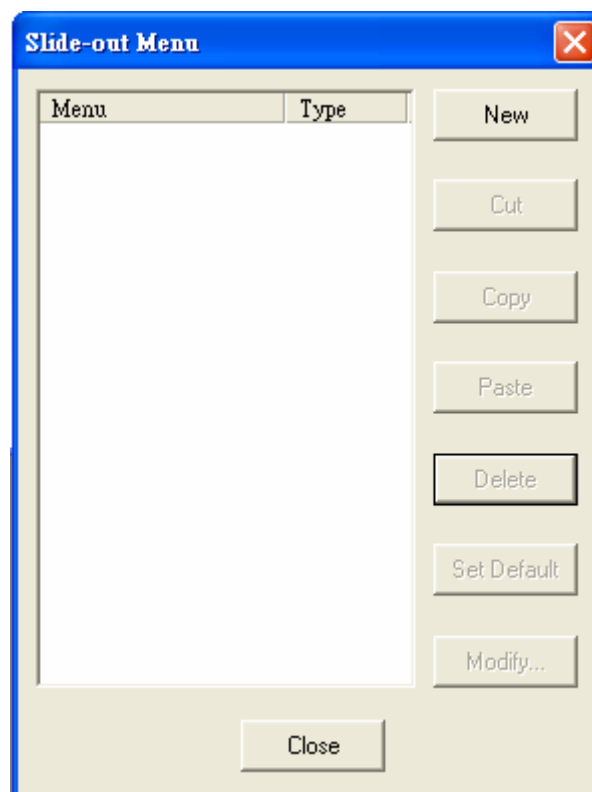 Slide-out Menu
Menu Type
New
Cut
Copy
Paste
Delete
Set Default
Modify...
Close